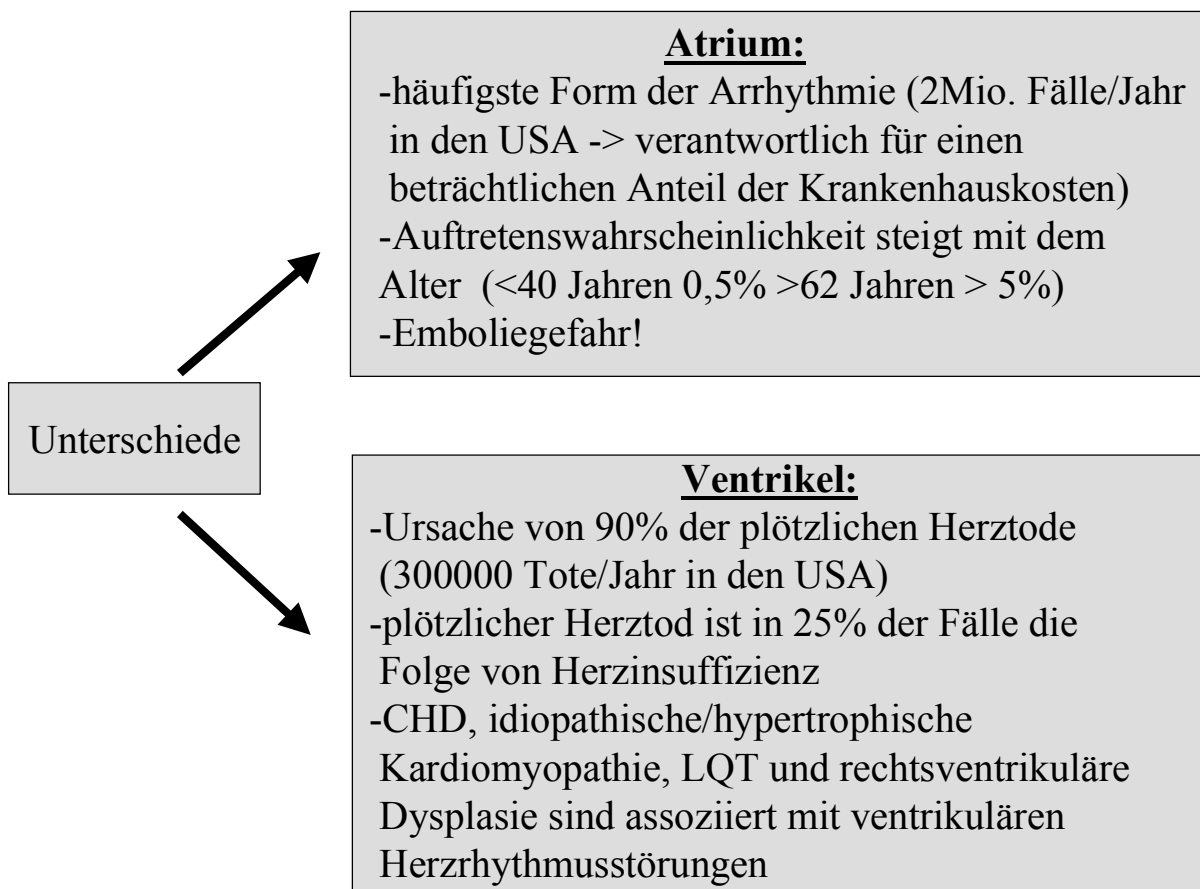 Atrium:
-häufigste Form der Arrhythmie (2Mio. Fälle/Jahr
in den USA -> verantwortlich für einen
beträchtlichen Anteil der Krankenhauskosten)
-Auftretenswahrscheinlichkeit steigt mit dem
Alter (<40 Jahren 0,5% >62 Jahren > 5%)
-Emboliegefahr!
Unterschiede
Ventrikel:
-Ursache von 90% der plötzlichen Herztode
(300000 Tote/Jahr in den USA)
-plötzlicher Herztod ist in 25% der Fälle die
Folge von Herzinsuffizienz
-CHD, idiopathische/hypertrophische
Kardiomyopathie, LQT und rechtsventrikuläre
Dysplasie sind assoziiert mit ventrikulären
Herzrhythmusstörungen